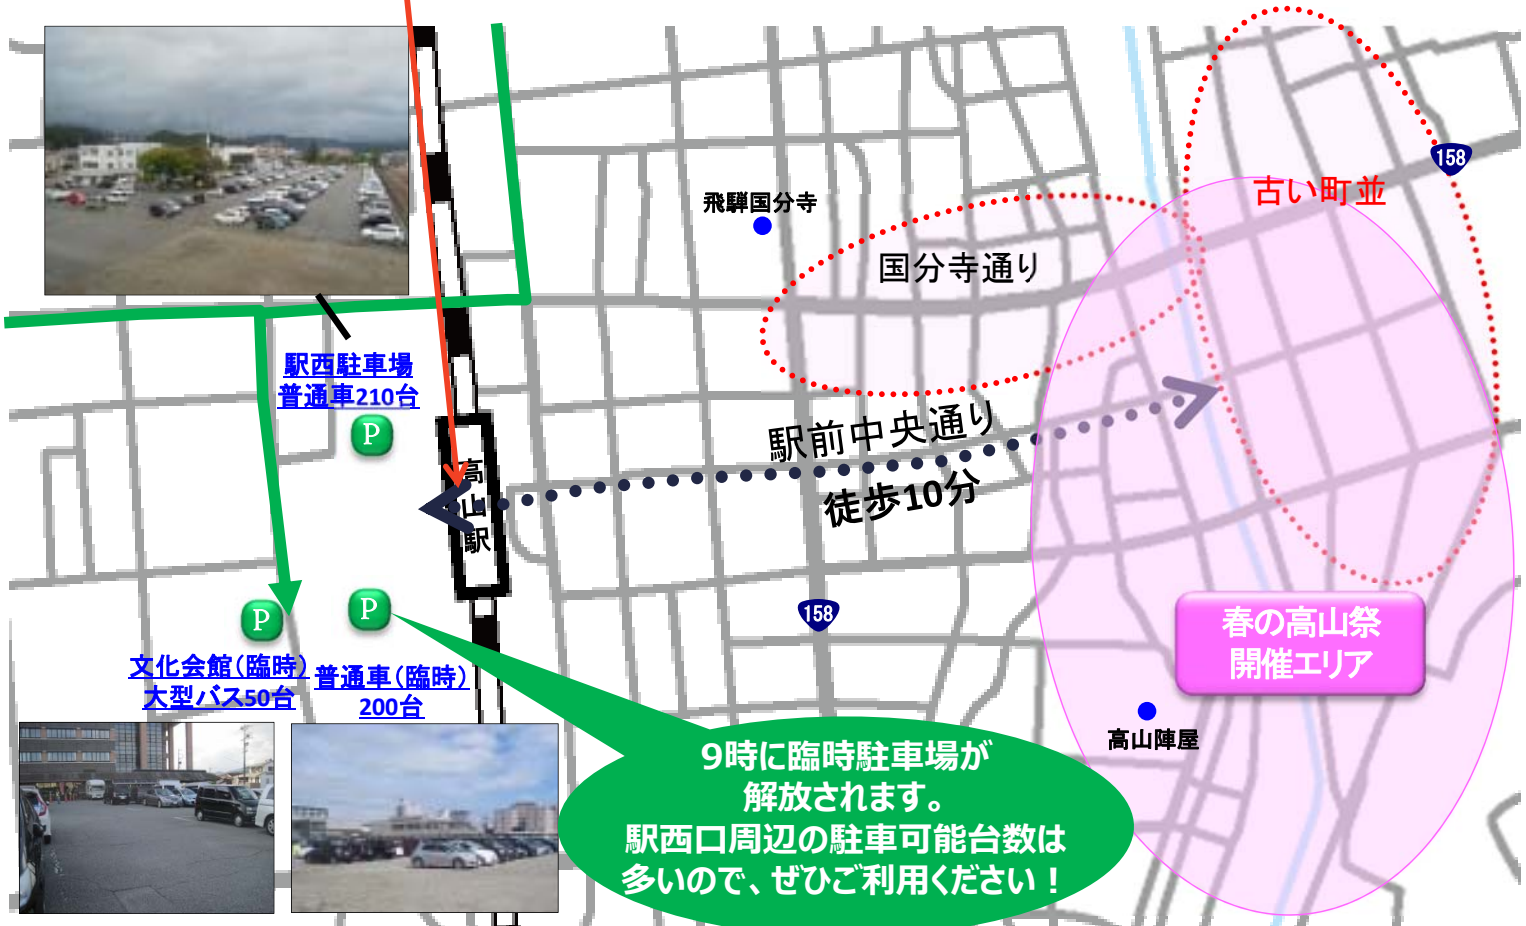 158
古い町並
飛騨国分寺
国分寺通り
駅西駐車場
普通車210台
P
駅前中央通り
徒歩10分
高山駅
P
P
158
文化会館(臨時)
大型バス50台
普通車(臨時)
200台
春の高山祭
開催エリア
高山陣屋
9時に臨時駐車場が
解放されます。
駅西口周辺の駐車可能台数は
多いので、ぜひご利用ください!